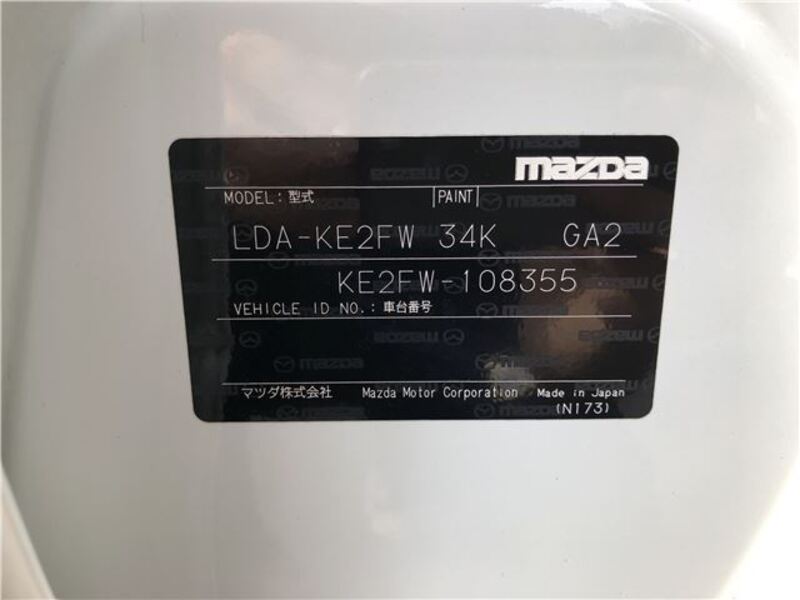 mazda
MODEL: 型式 PAINT
LDA-KE2FW 34K GA2
KE2FW-108355
VEHICLE ID NO.: 車台番号
マツダ株式会社 Mazda Motor Corporation Made in Japan
(N173)